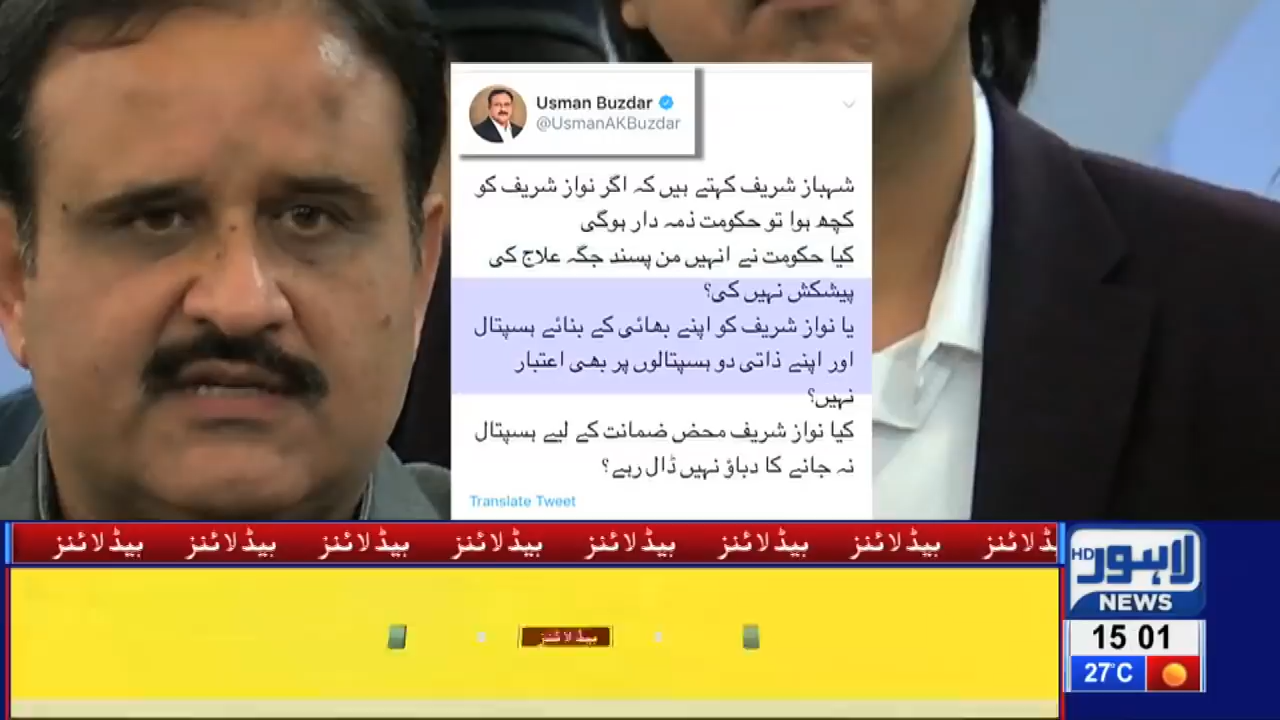 Usman Buzdar
@UsmanAKBuzdar
شہباز شریف کہتے ہیں کہ اگر نواز شریف کو
کچھ ہوا تو حکومت ذمہ دار ہوگی
کیا حکومت نے انہیں من پسند جگہ علاج کی
پیشکش نہیں کی؟
یا نواز شریف کو اپنے بھائی کے بنائے ہسپتال
اور اپنے ذاتی دو ہسپتالوں پر بھی اعتبار
نہیں؟
کیا نواز شریف محض ضمانت کے لیے ہسپتال
نہ جانے کا دباؤ نہیں ڈال رہے؟
Translate Tweet
ہیڈلائنز ہیڈلائنز ہیڈلائنز ہیڈلائنز ہیڈلائنز ہیڈلائنز ہیڈلائنز ہیڈلائنز
HD لاہور
NEWS
ہیڈلائنز
15 01
27°C